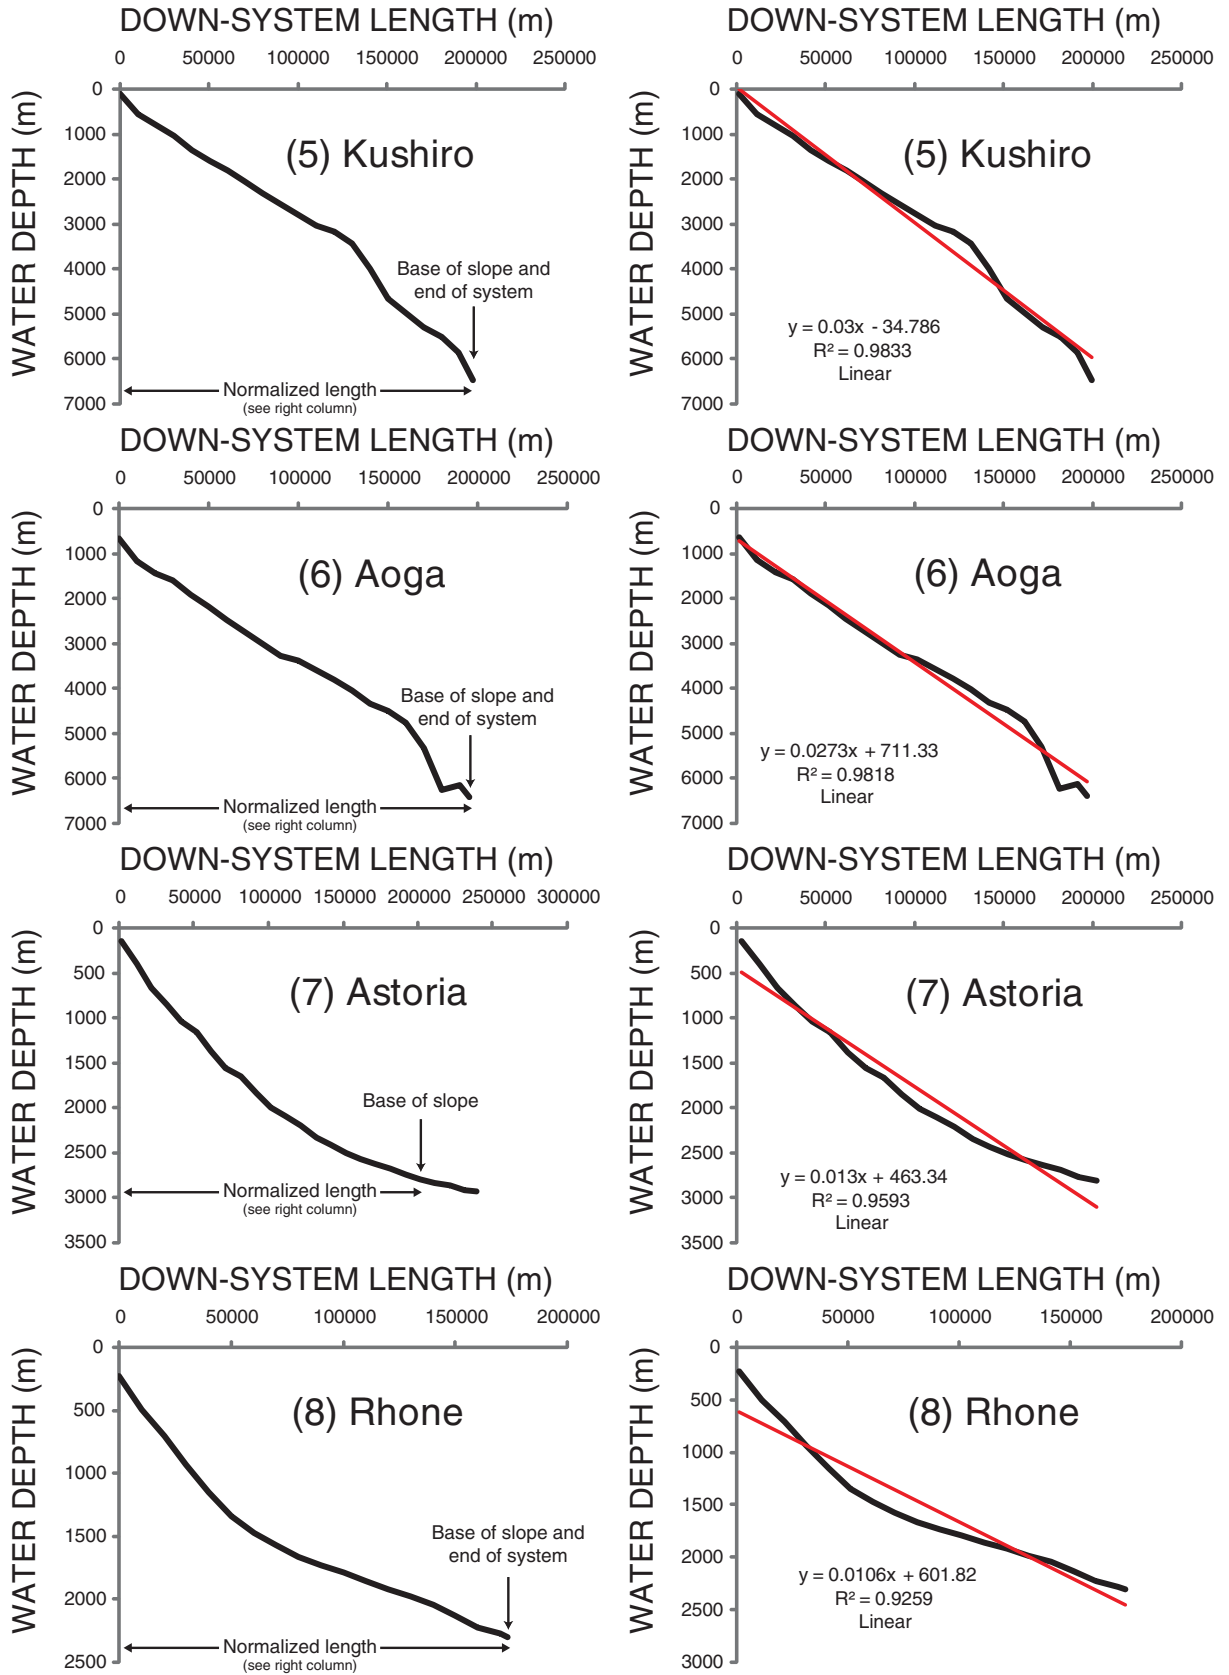 DOWN-SYSTEM LENGTH (m)
0 50000 100000 150000 200000 250000
WATER DEPTH (m)
0
1000
2000
3000
4000
5000
6000
7000
(5) Kushiro
Base of slope and
end of system
Normalized length
(see right column)
DOWN-SYSTEM LENGTH (m)
0 50000 100000 150000 200000 250000
WATER DEPTH (m)
0
1000
2000
3000
4000
5000
6000
7000
(5) Kushiro
y = 0.03x - 34.786
R² = 0.9833
Linear
DOWN-SYSTEM LENGTH (m)
0 50000 100000 150000 200000 250000
WATER DEPTH (m)
0
1000
2000
3000
4000
5000
6000
7000
(6) Aoga
Base of slope and
end of system
Normalized length
(see right column)
DOWN-SYSTEM LENGTH (m)
0 50000 100000 150000 200000 250000
WATER DEPTH (m)
0
1000
2000
3000
4000
5000
6000
7000
(6) Aoga
y = 0.0273x + 711.33
R² = 0.9818
Linear
DOWN-SYSTEM LENGTH (m)
0 50000 100000 150000 200000 250000 300000
WATER DEPTH (m)
0
500
1000
1500
2000
2500
3000
3500
(7) Astoria
Base of slope
Normalized length
(see right column)
DOWN-SYSTEM LENGTH (m)
0 50000 100000 150000 200000 250000
WATER DEPTH (m)
0
500
1000
1500
2000
2500
3000
3500
(7) Astoria
y = 0.013x + 463.34
R² = 0.9593
Linear
DOWN-SYSTEM LENGTH (m)
0 50000 100000 150000 200000
WATER DEPTH (m)
0
500
1000
1500
2000
2500
(8) Rhone
Base of slope and
end of system
Normalized length
(see right column)
DOWN-SYSTEM LENGTH (m)
0 50000 100000 150000 200000
WATER DEPTH (m)
0
500
1000
1500
2000
2500
3000
(8) Rhone
y = 0.0106x + 601.82
R² = 0.9259
Linear